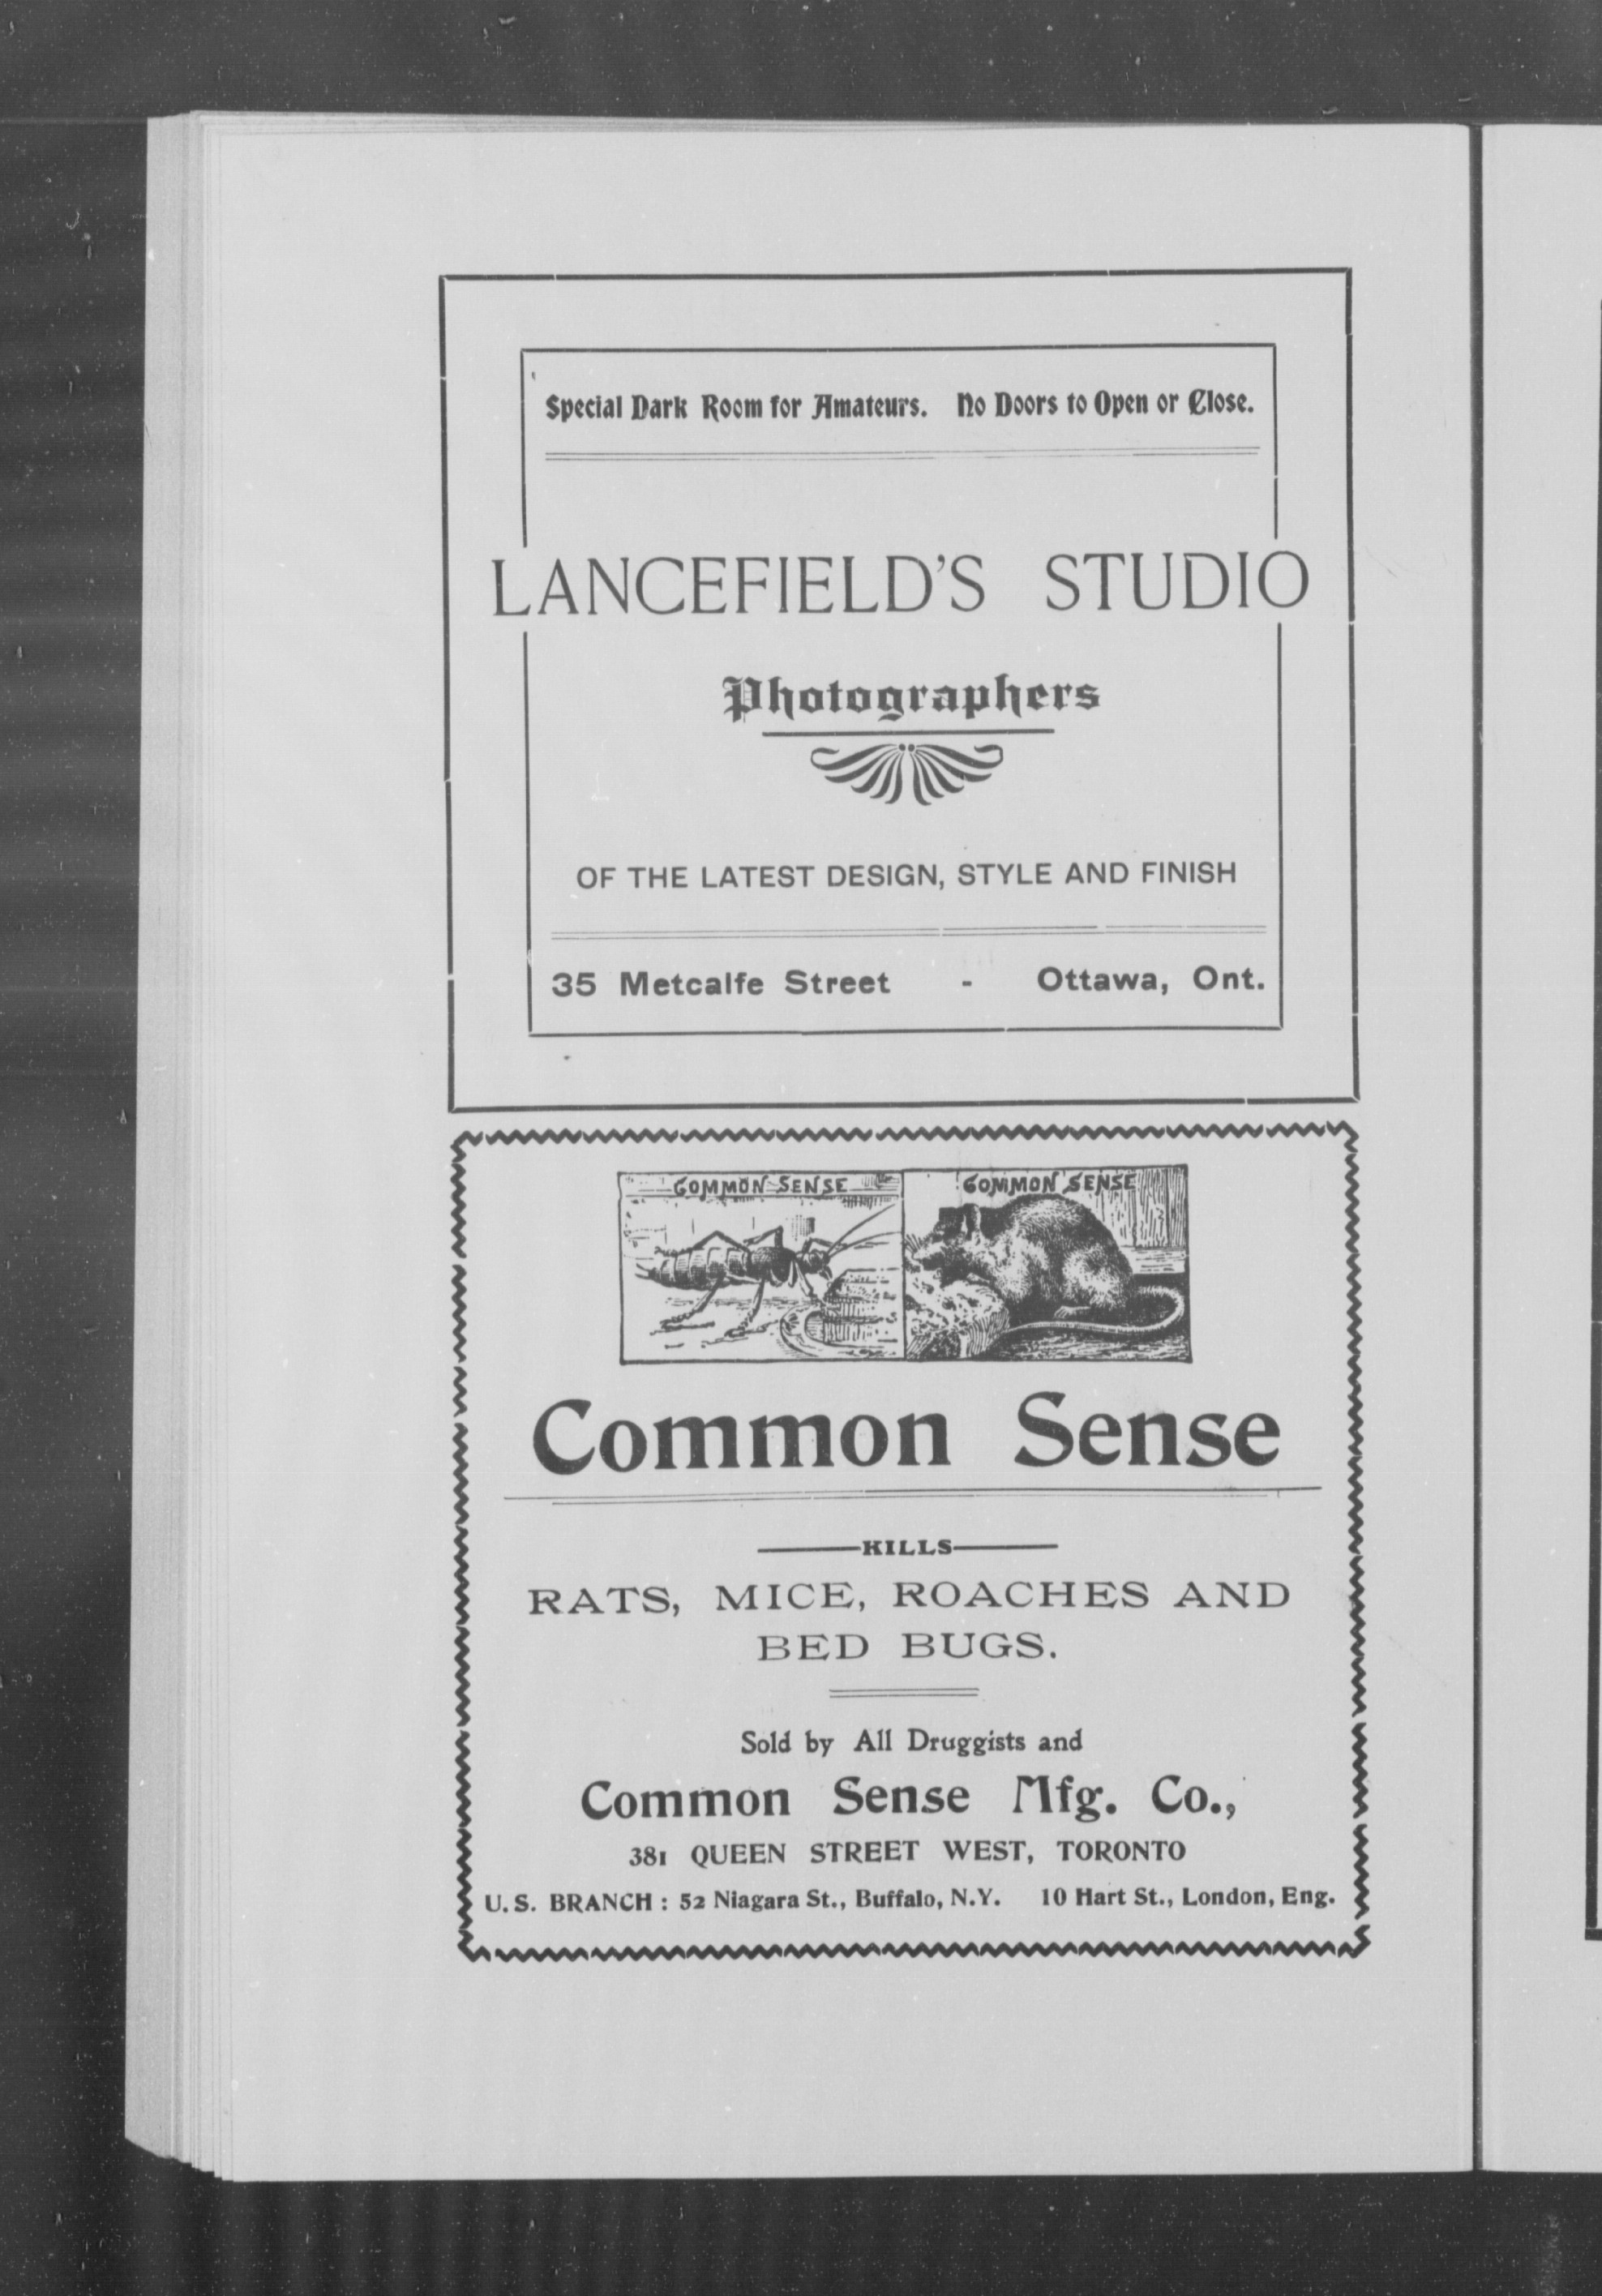 Special Dark Room for Amateurs. No Doors to Open or Close.
LANCEFIELD'S STUDIO
Photographers
OF THE LATEST DESIGN, STYLE AND FINISH
35 Metcalfe Street - Ottawa, Ont.
COMMON SENSE COMMON SENSE
Common Sense
KILLS
RATS, MICE, ROACHES AND
BED BUGS.
Sold by All Druggists and
Common Sense Mfg. Co.,
381 QUEEN STREET WEST, TORONTO
U.S. BRANCH : 52 Niagara St., Buffalo, N.Y. 10 Hart St., London, Eng.